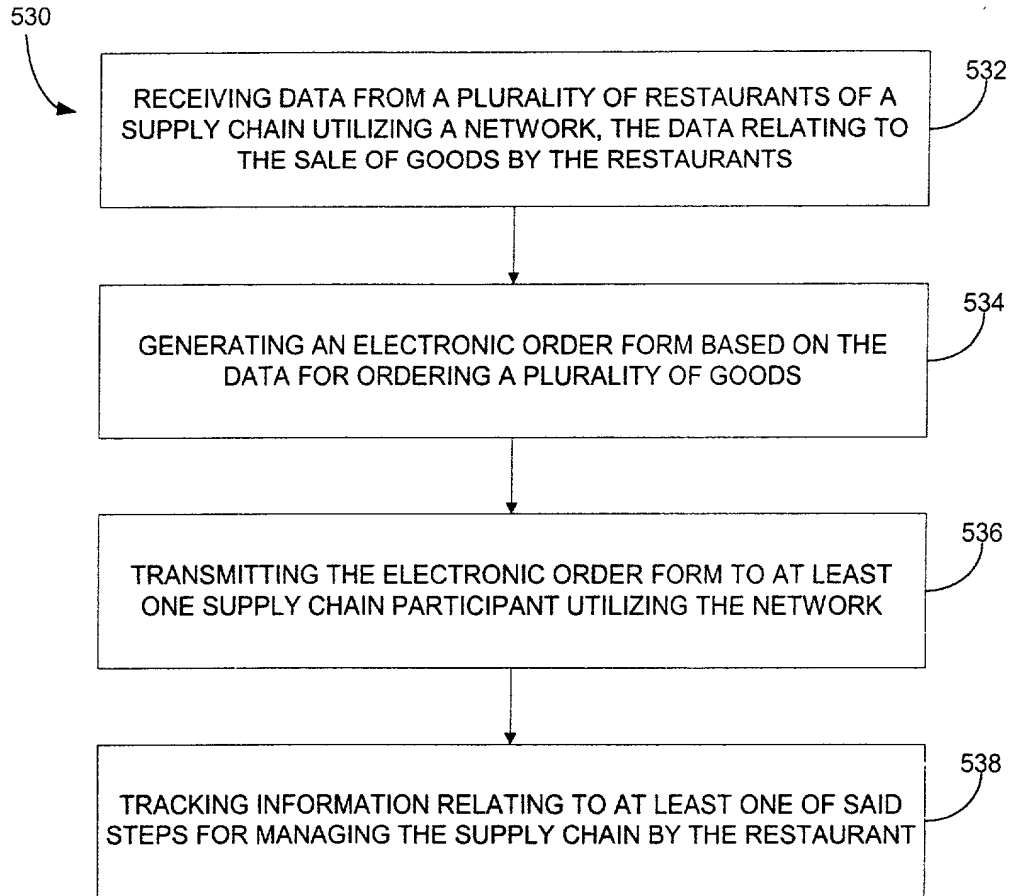 530
532
RECEIVING DATA FROM A PLURALITY OF RESTAURANTS OF A
SUPPLY CHAIN UTILIZING A NETWORK, THE DATA RELATING TO
THE SALE OF GOODS BY THE RESTAURANTS
534
GENERATING AN ELECTRONIC ORDER FORM BASED ON THE
DATA FOR ORDERING A PLURALITY OF GOODS
536
TRANSMITTING THE ELECTRONIC ORDER FORM TO AT LEAST
ONE SUPPLY CHAIN PARTICIPANT UTILIZING THE NETWORK
538
TRACKING INFORMATION RELATING TO AT LEAST ONE OF SAID
STEPS FOR MANAGING THE SUPPLY CHAIN BY THE RESTAURANT